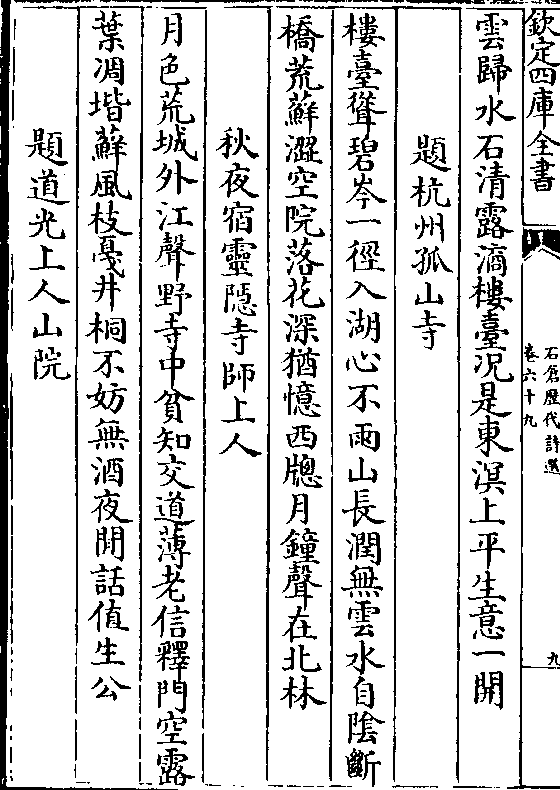 欽定四庫全書
石倉歷代詩選
卷六十九
九
雲歸水石清露滴樓臺況是東溟上平生意一開
題杭州孤山寺
樓臺聳碧岑一徑入湖心不雨山長潤無雲水自陰斷
橋荒蘚澀空院落花深猶憶西牕月鐘聲在北林
秋夜宿靈隱寺師上人
月色荒城外江聲野寺中貧知交道薄老信釋門空露
葉凋堦蘚風枝戞井桐不妨無酒夜閒話値生公
題道光上人山院